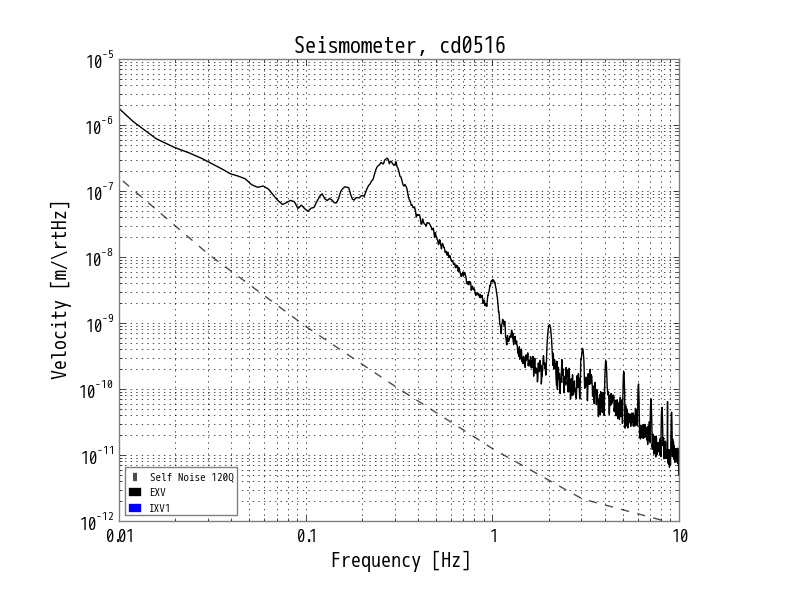 Seismometer, cd0516
10^-5
10^-6
10^-7
10^-8
10^-9
10^-10
10^-11
10^-12
Velocity [m/\rtHz]
Self Noise 120Q
EXV
IXV1
0.01 0.1 1 10
Frequency [Hz]